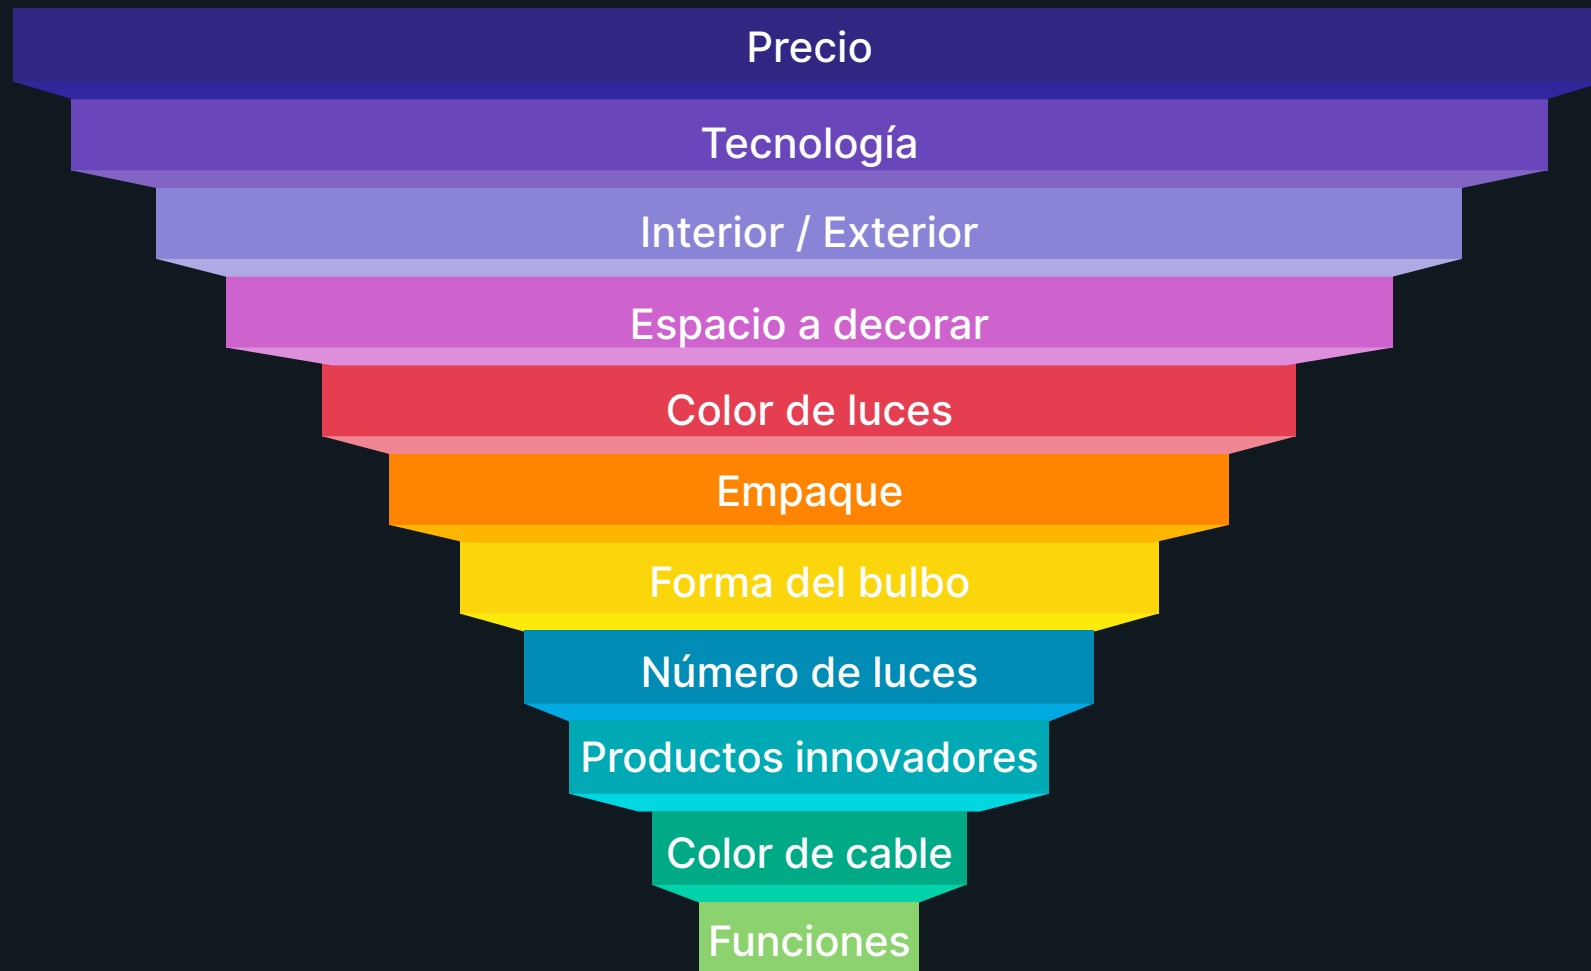 Precio
Tecnología
Interior / Exterior
Espacio a decorar
Color de luces
Empaque
Forma del bulbo
Número de luces
Productos innovadores
Color de cable
Funciones